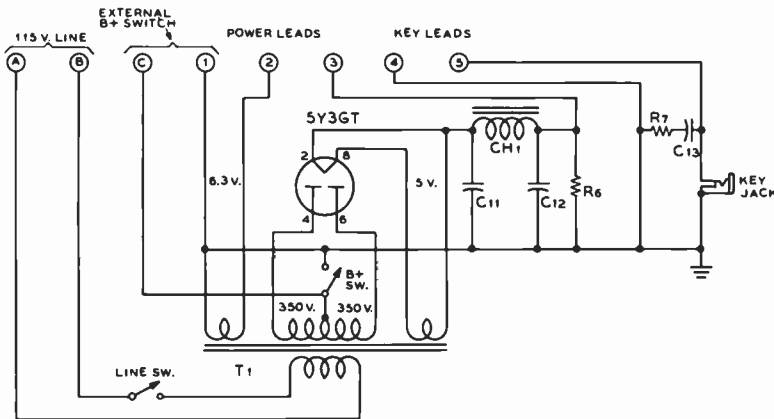 EXTERNAL
B+ SWITCH
115 V. LINE
POWER LEADS
KEY LEADS
A
B
C
1
2
3
4
5
5Y3GT
2
8
4
6
6.3 V.
5 V.
CH1
C11
C12
R6
R7
C13
KEY
JACK
B+
SW.
350 V.
350 V.
T1
LINE SW.